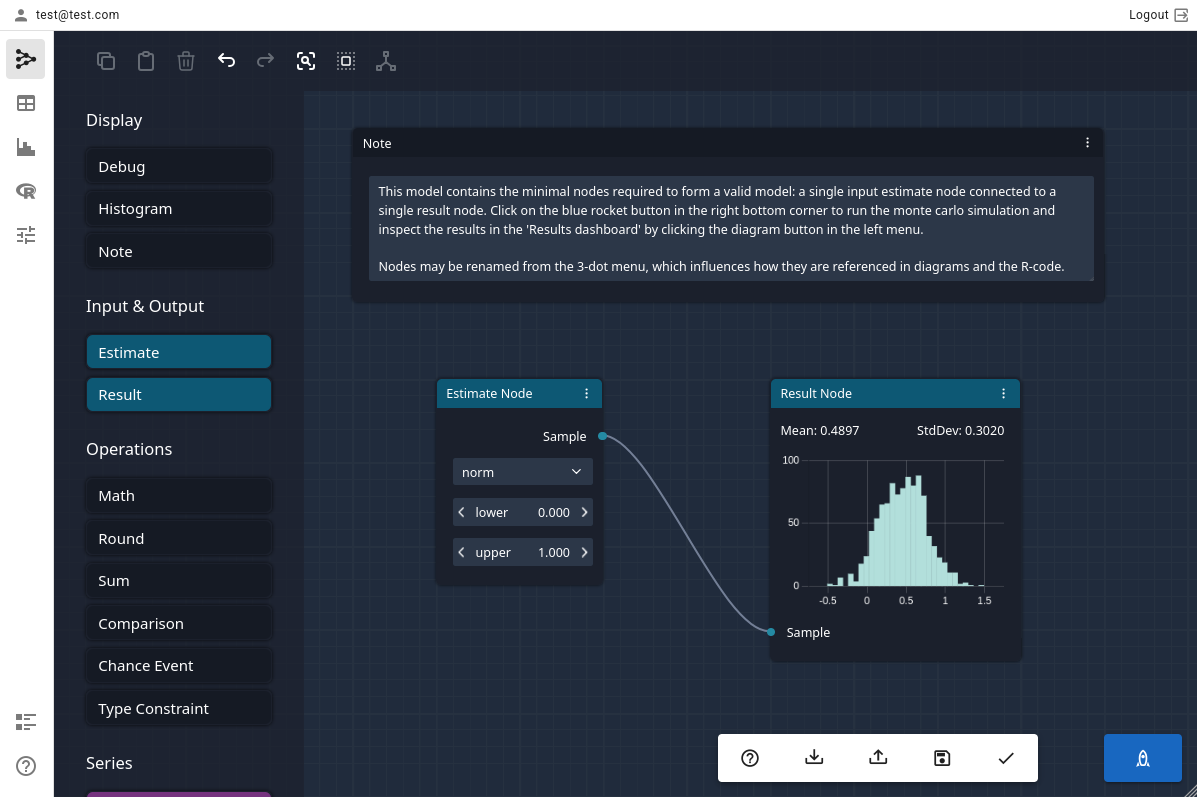 test@test.com
Logout
Display
Debug
Histogram
Note
Input & Output
Estimate
Result
Operations
Math
Round
Sum
Comparison
Chance Event
Type Constraint
Series
Note
This model contains the minimal nodes required to form a valid model: a single input estimate node connected to a
single result node. Click on the blue rocket button in the right bottom corner to run the monte carlo simulation and
inspect the results in the 'Results dashboard' by clicking the diagram button in the left menu.
Nodes may be renamed from the 3-dot menu, which influences how they are referenced in diagrams and the R-code.
Estimate Node
Sample
norm
lower 0.000
upper 1.000
Result Node
Mean: 0.4897 StdDev: 0.3020
100
50
0
-0.5 0 0.5 1 1.5
Sample